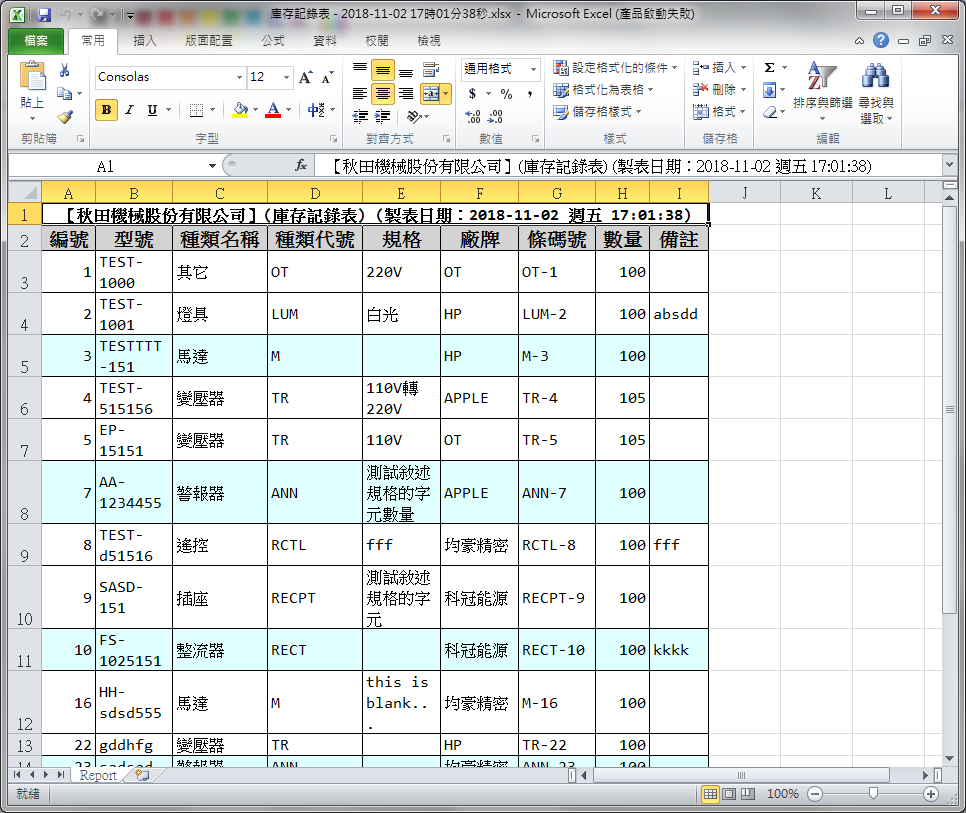 庫存記錄表 - 2018-11-02 17時01分38秒.xlsx - Microsoft Excel (產品啟動失敗)
檔案 常用 插入 版面配置 公式 資料 校閱 檢視
Consolas 12 通用格式 設定格式化的條件 插入 Σ
貼上 B I U 中 $ % , 格式化為表格 刪除 排序與篩選 尋找與選取
儲存格樣式 格式
剪貼簿 字型 對齊方式 數值 樣式 儲存格 編輯
A1 fx 【秋田機械股份有限公司】(庫存記錄表) (製表日期：2018-11-02 週五 17:01:38)
A B C D E F G H I J K L
1 【秋田機械股份有限公司】(庫存記錄表) (製表日期：2018-11-02 週五 17:01:38)
2 編號 型號 種類名稱 種類代號 規格 廠牌 條碼號 數量 備註
3 1 TEST-1000 其它 OT 220V OT OT-1 100
4 2 TEST-1001 燈具 LUM 白光 HP LUM-2 100 absdd
5 3 TESTTTT-151 馬達 M HP M-3 100
6 4 TEST-515156 變壓器 TR 110V轉220V APPLE TR-4 105
7 5 EP-15151 變壓器 TR 110V OT TR-5 105
8 7 AA-1234455 警報器 ANN 測試敘述規格的字元數量 APPLE ANN-7 100
9 8 TEST-d51516 遙控 RCTL fff 均豪精密 RCTL-8 100 fff
10 9 SASD-151 插座 RECPT 測試敘述規格的字元 科冠能源 RECPT-9 100
11 10 FS-1025151 整流器 RECT 科冠能源 RECT-10 100 kkkk
12 16 HH-sdsd555 馬達 M this is blank... 均豪精密 M-16 100
13 22 gddhfg 變壓器 TR HP TR-22 100
14 23 警報器 ANN 均豪精密 ANN-23 100
Report
就緒 100%